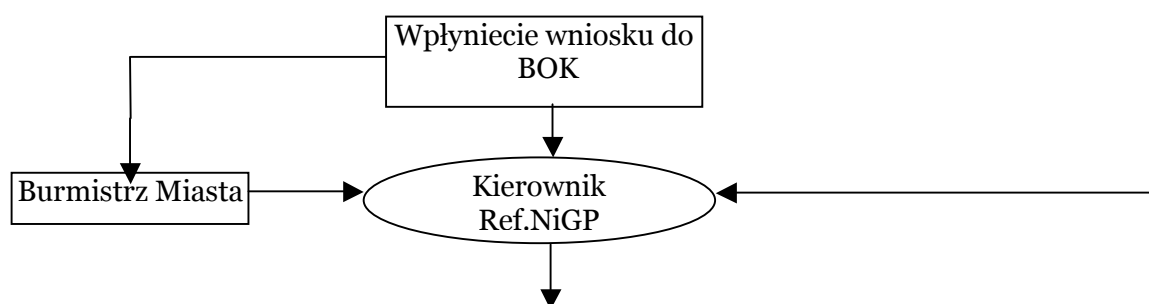 Wpłyniecie wniosku do
BOK
Burmistrz Miasta
Kierownik
Ref.NiGP